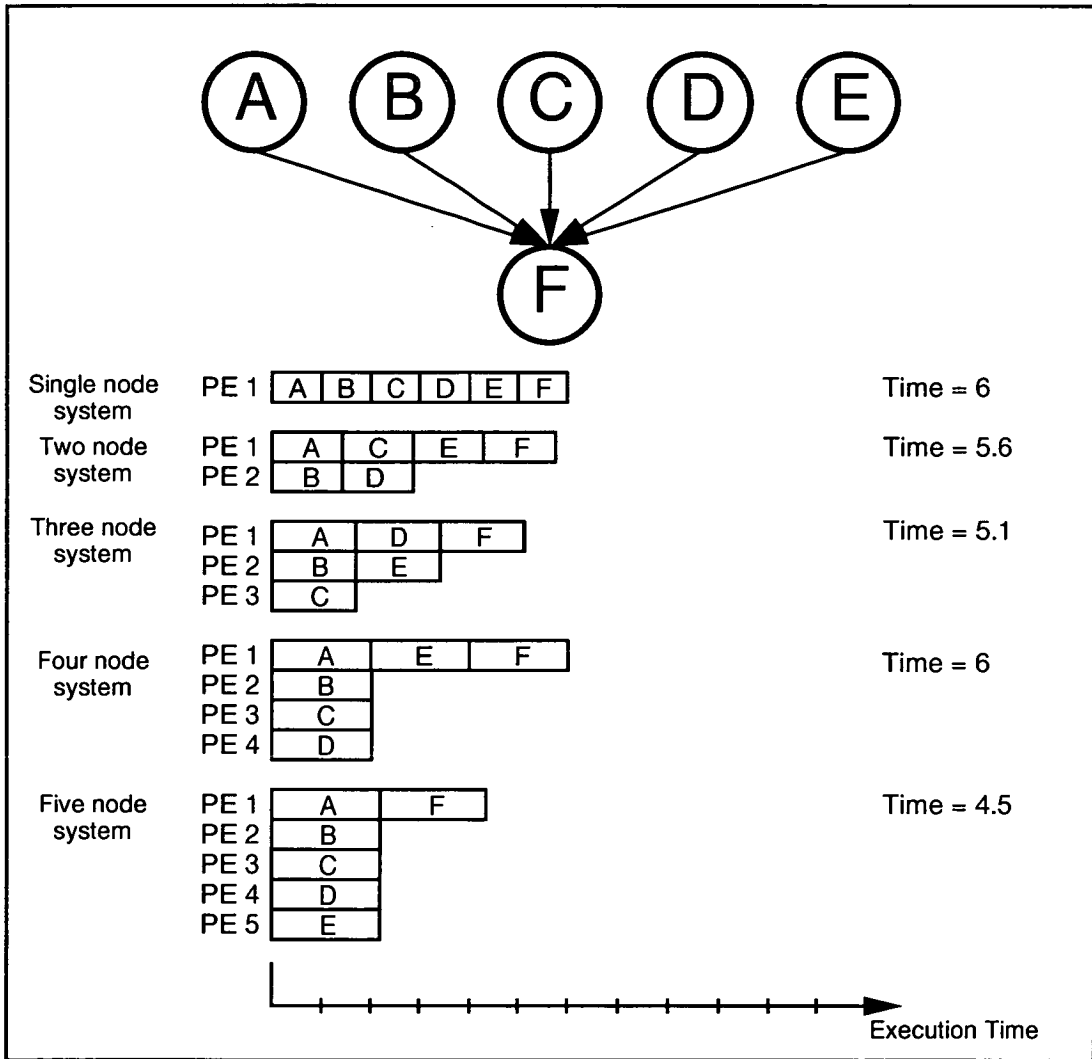 A B C D E
F
Single node system PE 1 A B C D E F Time = 6
Two node system PE 1 A C E F Time = 5.6
PE 2 B D
Three node system PE 1 A D F Time = 5.1
PE 2 B E
PE 3 C
Four node system PE 1 A E F Time = 6
PE 2 B
PE 3 C
PE 4 D
Five node system PE 1 A F Time = 4.5
PE 2 B
PE 3 C
PE 4 D
PE 5 E
Execution Time